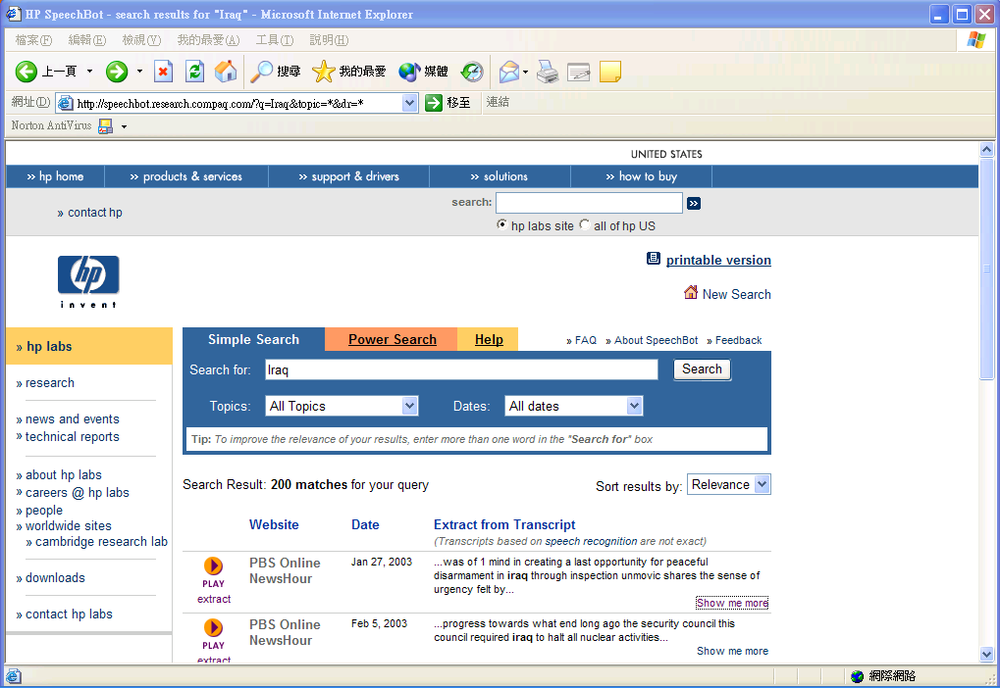 HP SpeechBot - search results for "Iraq" - Microsoft Internet Explorer
檔案(F) 編輯(E) 檢視(V) 我的最愛(A) 工具(T) 說明(H)
上一頁 搜尋 我的最愛 媒體
網址(D) http://speechbot.research.compaq.com/?q=Iraq&topic=*&dr=* 移至 連結
Norton AntiVirus
UNITED STATES
» hp home » products & services » support & drivers » solutions » how to buy
search:
» contact hp
hp labs site all of hp US
hp
invent
printable version
New Search
» hp labs
» research
» news and events
» technical reports
» about hp labs
» careers @ hp labs
» people
» worldwide sites
» cambridge research lab
» downloads
» contact hp labs
Simple Search Power Search Help » FAQ » About SpeechBot » Feedback
Search for: Iraq Search
Topics: All Topics Dates: All dates
Tip: To improve the relevance of your results, enter more than one word in the "Search for" box
Search Result: 200 matches for your query Sort results by: Relevance
Website Date Extract from Transcript
(Transcripts based on speech recognition are not exact)
PLAY
extract
PBS Online
NewsHour
Jan 27, 2003
...was of 1 mind in creating a last opportunity for peaceful
disarmament in iraq through inspection unmovic shares the sense of
urgency felt by...
Show me more
PLAY
extract
PBS Online
NewsHour
Feb 5, 2003
...progress towards what end long ago the security council this
council required iraq to halt all nuclear activities...
Show me more
網際網路